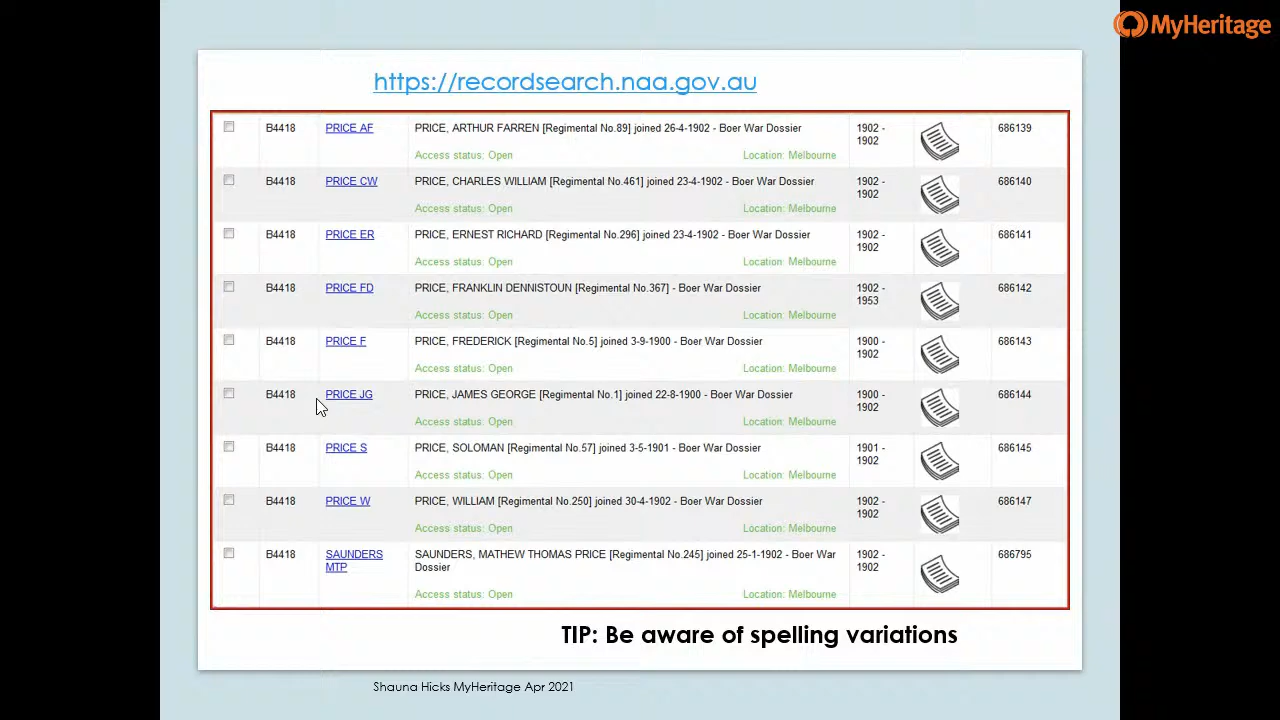 MyHeritage
https://recordsearch.naa.gov.au
B4418 PRICE AF PRICE, ARTHUR FARREN [Regimental No.89] joined 26-4-1902 - Boer War Dossier 1902 - 686139
1902
Access status: Open Location: Melbourne
B4418 PRICE CW PRICE, CHARLES WILLIAM [Regimental No.461] joined 23-4-1902 - Boer War Dossier 1902 - 686140
1902
Access status: Open Location: Melbourne
B4418 PRICE ER PRICE, ERNEST RICHARD [Regimental No.296] joined 23-4-1902 - Boer War Dossier 1902 - 686141
1902
Access status: Open Location: Melbourne
B4418 PRICE FD PRICE, FRANKLIN DENNISTOUN [Regimental No.367] - Boer War Dossier 1902 - 686142
1953
Access status: Open Location: Melbourne
B4418 PRICE F PRICE, FREDERICK [Regimental No.5] joined 3-9-1900 - Boer War Dossier 1900 - 686143
1902
Access status: Open Location: Melbourne
B4418 PRICE JG PRICE, JAMES GEORGE [Regimental No.1] joined 22-8-1900 - Boer War Dossier 1900 - 686144
1902
Access status: Open Location: Melbourne
B4418 PRICE S PRICE, SOLOMAN [Regimental No.57] joined 3-5-1901 - Boer War Dossier 1901 - 686145
1902
Access status: Open Location: Melbourne
B4418 PRICE W PRICE, WILLIAM [Regimental No.250] joined 30-4-1902 - Boer War Dossier 1902 - 686147
1902
Access status: Open Location: Melbourne
B4418 SAUNDERS SAUNDERS, MATHEW THOMAS PRICE [Regimental No.245] joined 25-1-1902 - Boer War 1902 - 686795
MTP Dossier 1902
Access status: Open Location: Melbourne
TIP: Be aware of spelling variations
Shauna Hicks MyHeritage Apr 2021